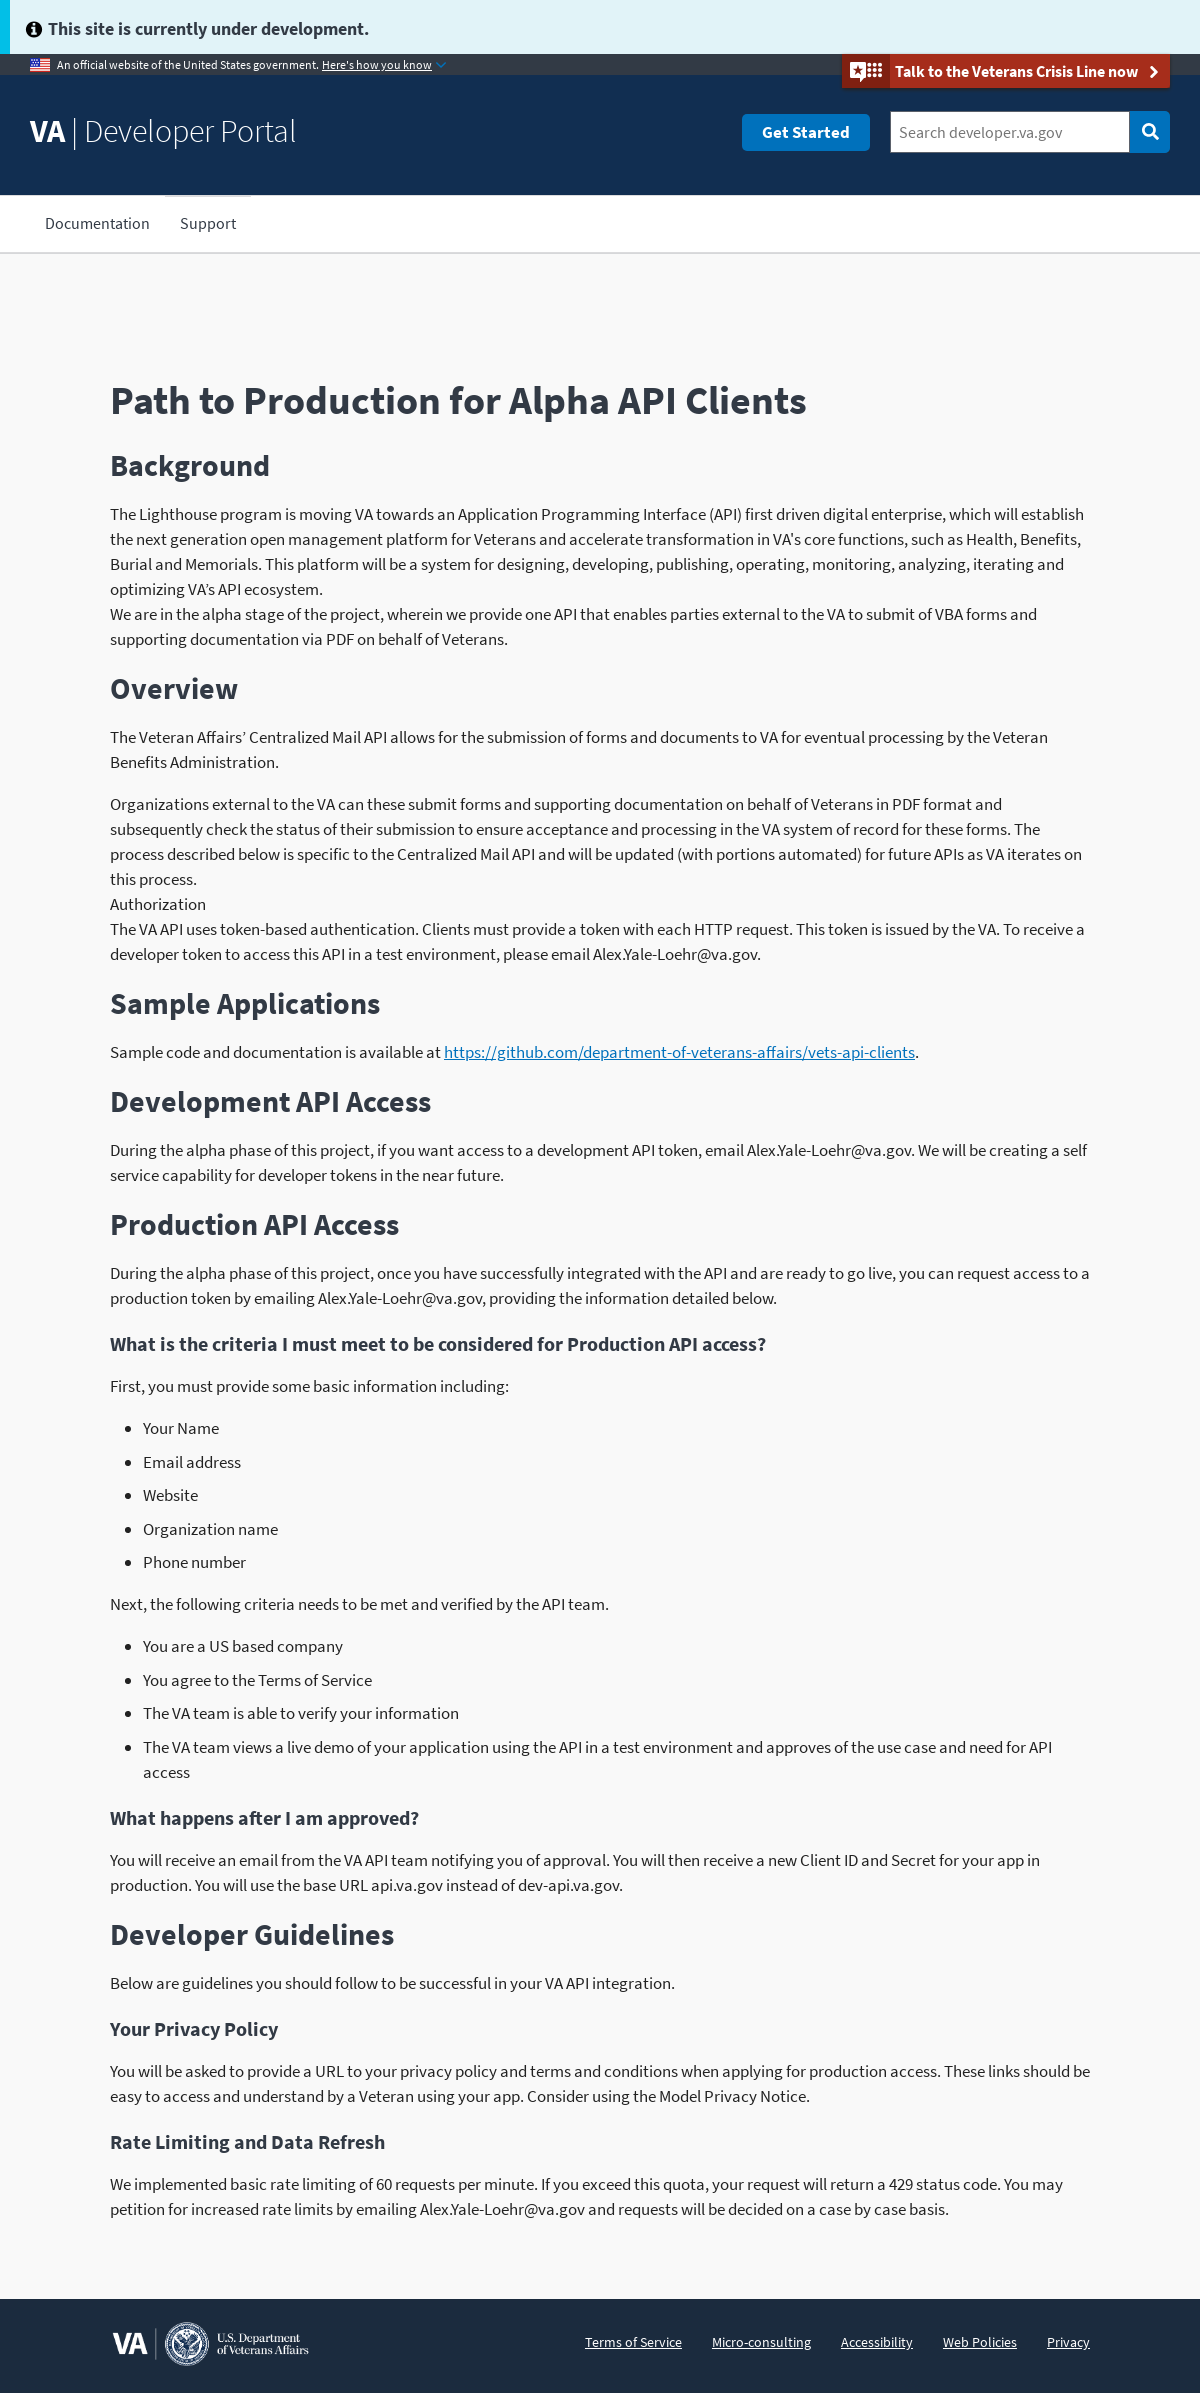 This site is currently under development.
An official website of the United States government. Here's how you know
Talk to the Veterans Crisis Line now
VA | Developer Portal
Get Started
Search developer.va.gov
Documentation
Support
Path to Production for Alpha API Clients
Background
The Lighthouse program is moving VA towards an Application Programming Interface (API) first driven digital enterprise, which will establish
the next generation open management platform for Veterans and accelerate transformation in VA's core functions, such as Health, Benefits,
Burial and Memorials. This platform will be a system for designing, developing, publishing, operating, monitoring, analyzing, iterating and
optimizing VA’s API ecosystem.
We are in the alpha stage of the project, wherein we provide one API that enables parties external to the VA to submit of VBA forms and
supporting documentation via PDF on behalf of Veterans.
Overview
The Veteran Affairs’ Centralized Mail API allows for the submission of forms and documents to VA for eventual processing by the Veteran
Benefits Administration.
Organizations external to the VA can these submit forms and supporting documentation on behalf of Veterans in PDF format and
subsequently check the status of their submission to ensure acceptance and processing in the VA system of record for these forms. The
process described below is specific to the Centralized Mail API and will be updated (with portions automated) for future APIs as VA iterates on
this process.
Authorization
The VA API uses token-based authentication. Clients must provide a token with each HTTP request. This token is issued by the VA. To receive a
developer token to access this API in a test environment, please email Alex.Yale-Loehr@va.gov.
Sample Applications
Sample code and documentation is available at https://github.com/department-of-veterans-affairs/vets-api-clients.
Development API Access
During the alpha phase of this project, if you want access to a development API token, email Alex.Yale-Loehr@va.gov. We will be creating a self
service capability for developer tokens in the near future.
Production API Access
During the alpha phase of this project, once you have successfully integrated with the API and are ready to go live, you can request access to a
production token by emailing Alex.Yale-Loehr@va.gov, providing the information detailed below.
What is the criteria I must meet to be considered for Production API access?
First, you must provide some basic information including:
Your Name
Email address
Website
Organization name
Phone number
Next, the following criteria needs to be met and verified by the API team.
You are a US based company
You agree to the Terms of Service
The VA team is able to verify your information
The VA team views a live demo of your application using the API in a test environment and approves of the use case and need for API
access
What happens after I am approved?
You will receive an email from the VA API team notifying you of approval. You will then receive a new Client ID and Secret for your app in
production. You will use the base URL api.va.gov instead of dev-api.va.gov.
Developer Guidelines
Below are guidelines you should follow to be successful in your VA API integration.
Your Privacy Policy
You will be asked to provide a URL to your privacy policy and terms and conditions when applying for production access. These links should be
easy to access and understand by a Veteran using your app. Consider using the Model Privacy Notice.
Rate Limiting and Data Refresh
We implemented basic rate limiting of 60 requests per minute. If you exceed this quota, your request will return a 429 status code. You may
petition for increased rate limits by emailing Alex.Yale-Loehr@va.gov and requests will be decided on a case by case basis.
VA
U.S. Department
of Veterans Affairs
Terms of Service
Micro-consulting
Accessibility
Web Policies
Privacy